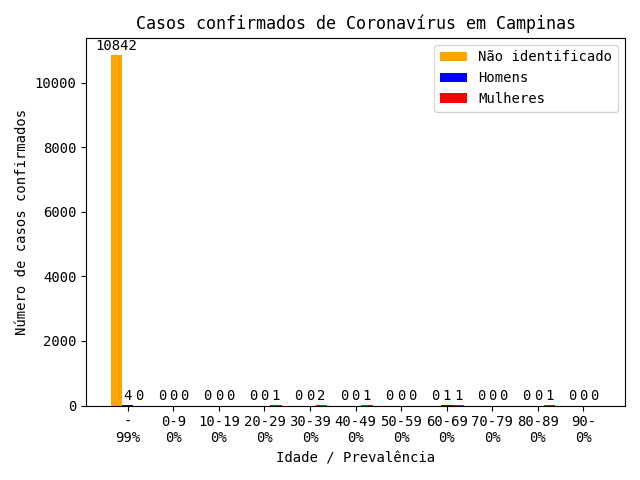 Casos confirmados de Coronavírus em Campinas
10842
Não identificado
Homens
Mulheres
10000
8000
6000
4000
2000
0
Número de casos confirmados
4 0 0 0 0 0 0 0 0 0 1 0 0 2 0 0 1 0 0 0 0 1 1 0 0 0 0 0 1 0 0 0
- 0-9 10-19 20-29 30-39 40-49 50-59 60-69 70-79 80-89 90-
99% 0% 0% 0% 0% 0% 0% 0% 0% 0% 0%
Idade / Prevalência